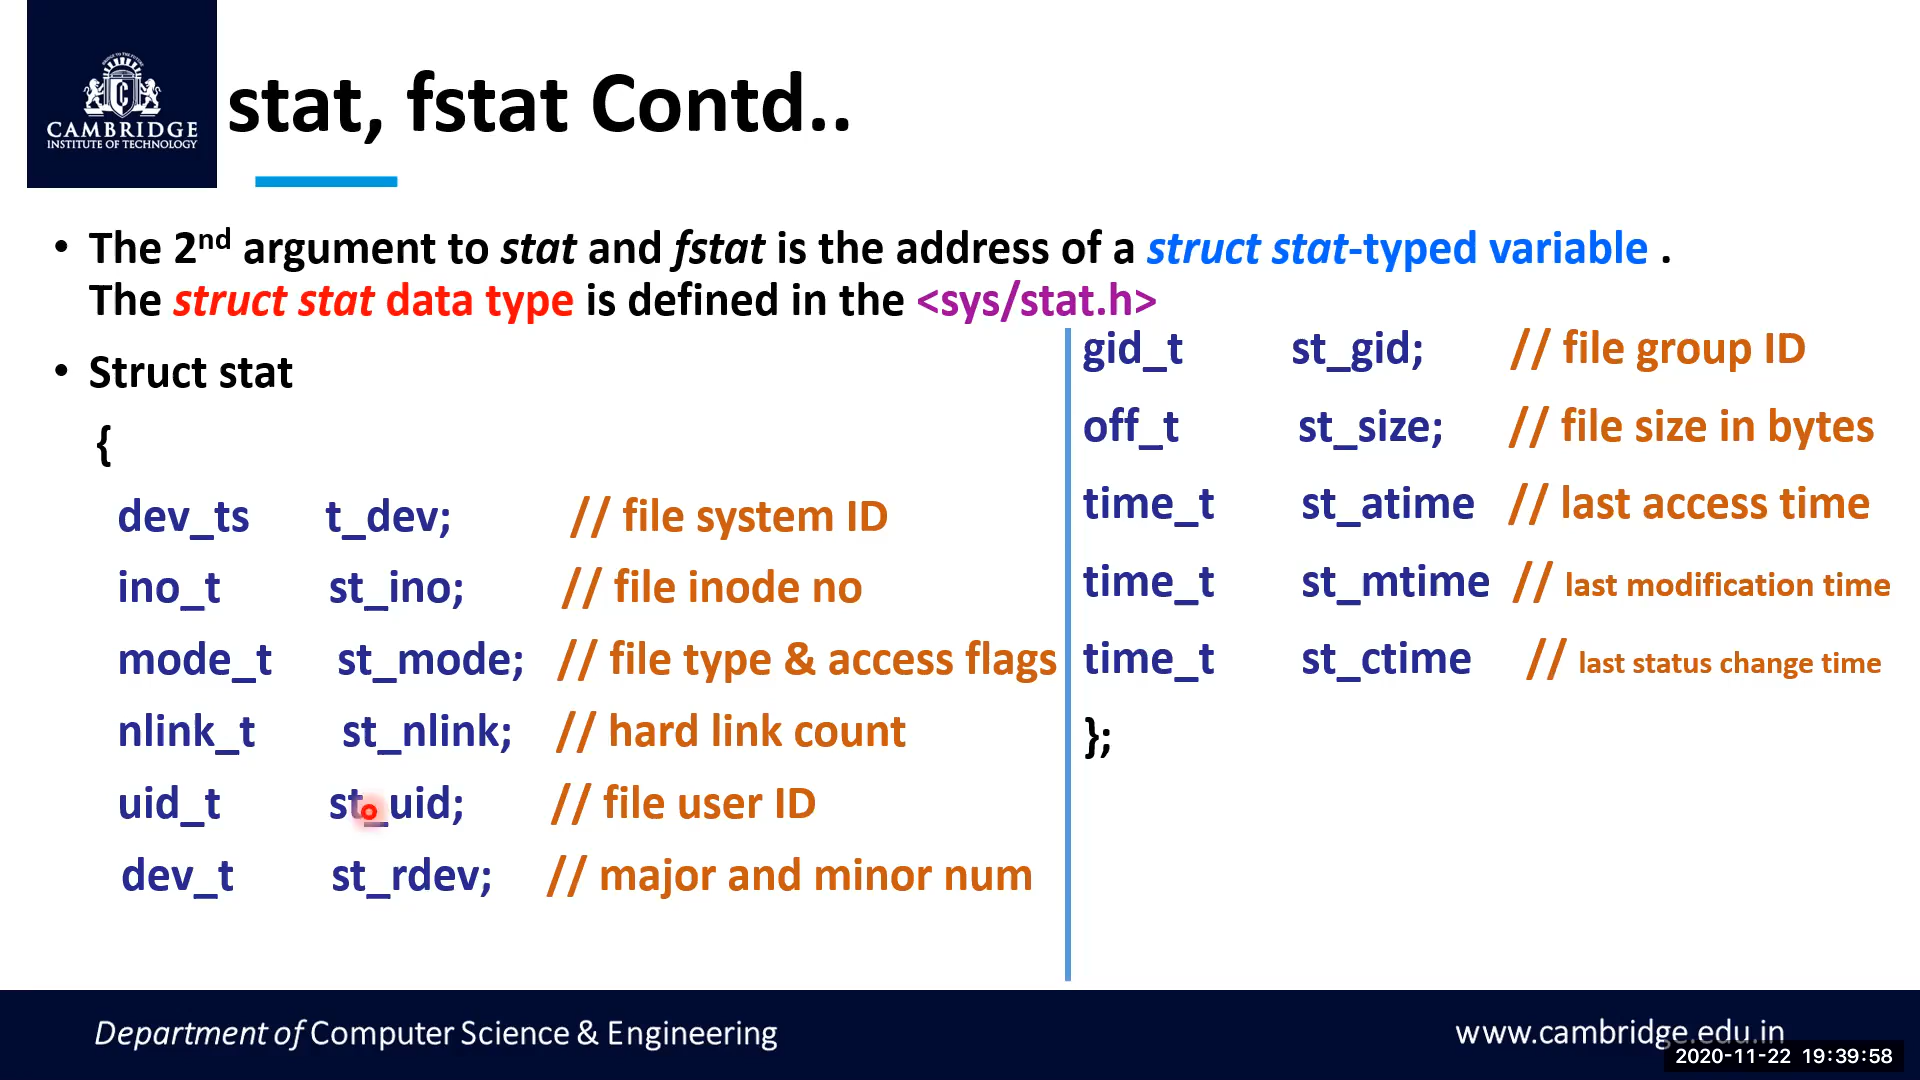 CAMBRIDGE
INSTITUTE OF TECHNOLOGY
stat, fstat Contd..
• The 2nd argument to stat and fstat is the address of a struct stat-typed variable .
The struct stat data type is defined in the <sys/stat.h>
• Struct stat
{
dev_ts t_dev; // file system ID
ino_t st_ino; // file inode no
mode_t st_mode; // file type & access flags
nlink_t st_nlink; // hard link count
uid_t st_uid; // file user ID
dev_t st_rdev; // major and minor num
gid_t st_gid; // file group ID
off_t st_size; // file size in bytes
time_t st_atime // last access time
time_t st_mtime // last modification time
time_t st_ctime // last status change time
};
Department of Computer Science & Engineering
www.cambridge.edu.in
2020-11-22 19:39:58